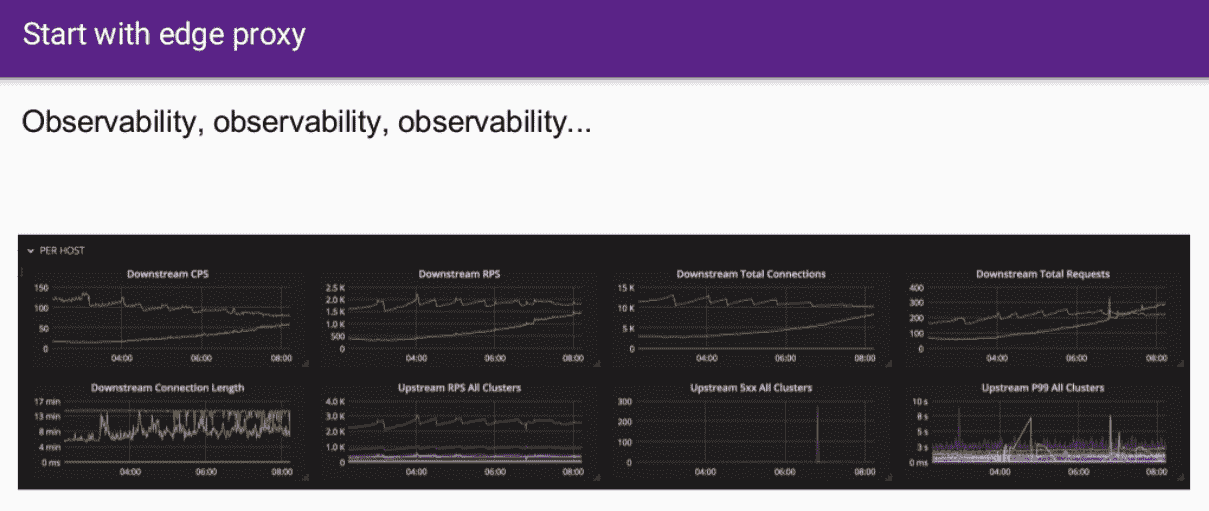 Start with edge proxy
Observability, observability, observability...
PER HOST
Downstream CPS
150
100
50
0
04:00 06:00 08:00
Downstream RPS
2.5 K
2.0 K
1.5 K
1.0 K
500
0
04:00 06:00 08:00
Downstream Total Connections
15 K
10 K
5 K
0
04:00 06:00 08:00
Downstream Total Requests
400
300
200
100
0
04:00 06:00 08:00
Downstream Connection Length
17 min
13 min
8 min
4 min
0 ms
04:00 06:00 08:00
Upstream RPS All Clusters
4.0 K
3.0 K
2.0 K
1.0 K
0
04:00 06:00 08:00
Upstream 5xx All Clusters
300
200
100
0
04:00 06:00 08:00
Upstream P99 All Clusters
10 s
8 s
5 s
3 s
0 ms
04:00 06:00 08:00